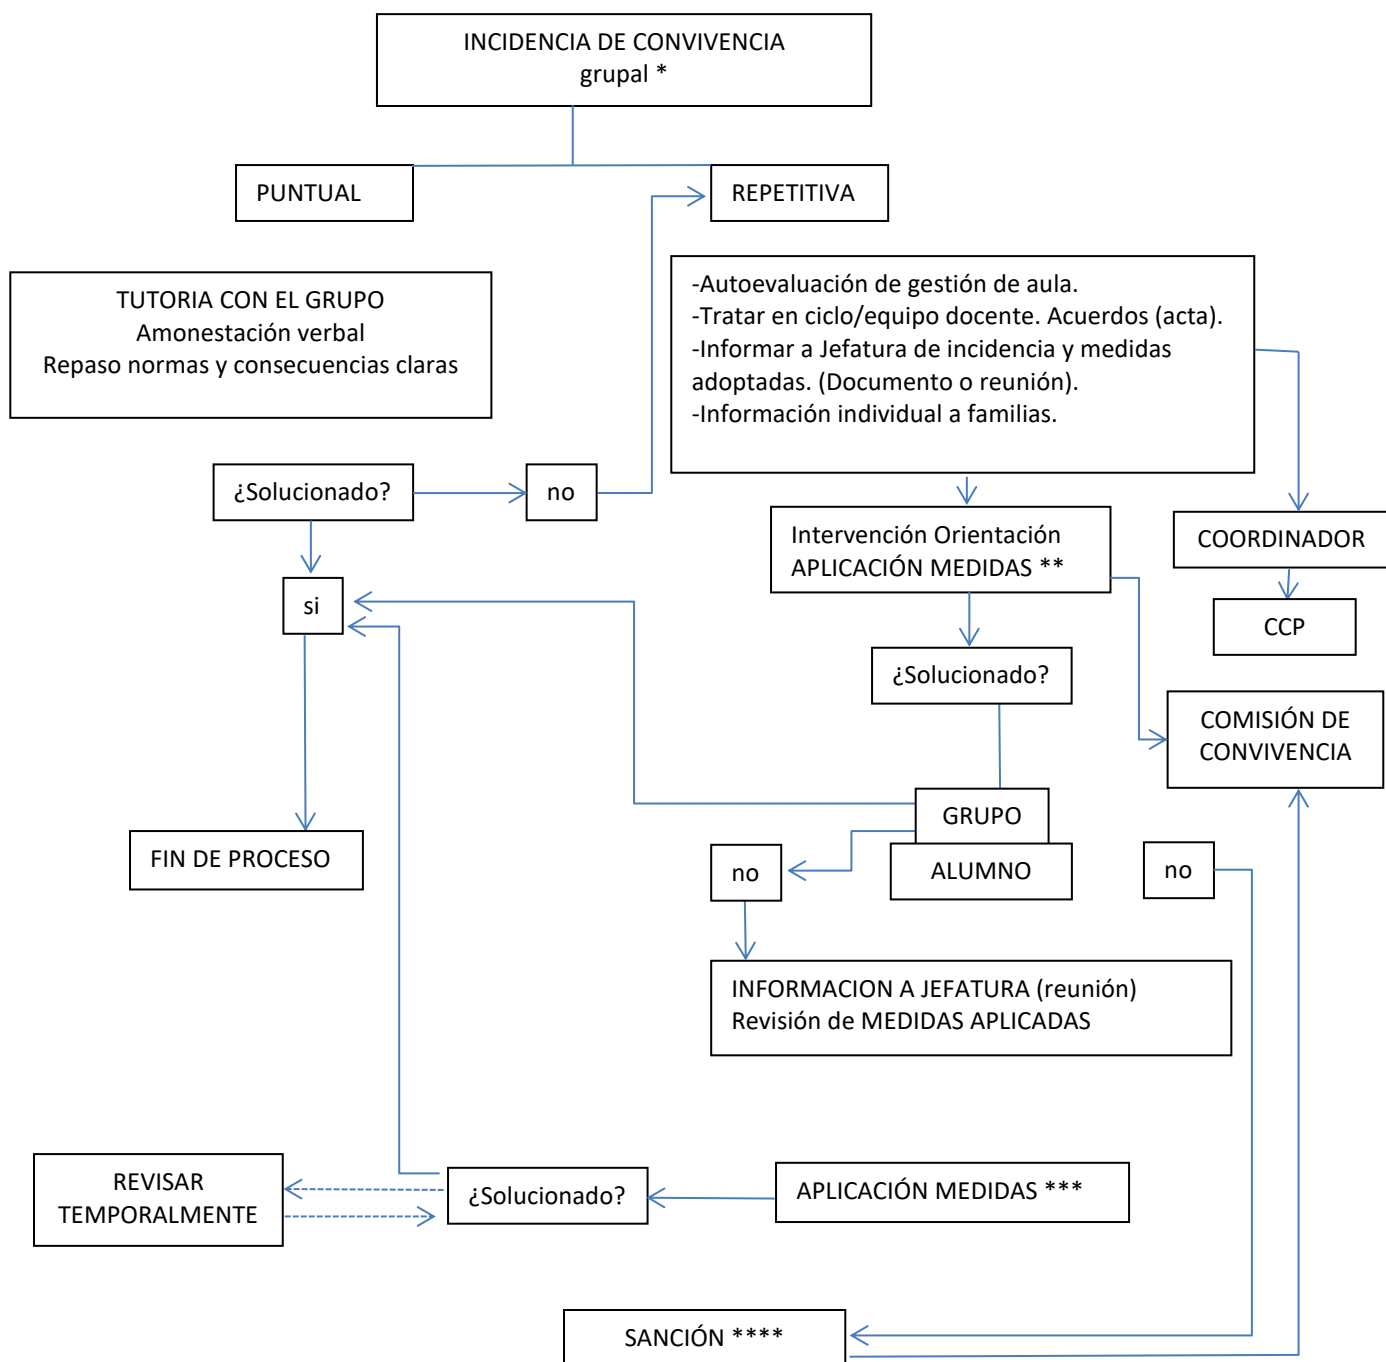 INCIDENCIA DE CONVIVENCIA
grupal *
PUNTUAL
REPETITIVA
TUTORIA CON EL GRUPO
Amonestación verbal
Repaso normas y consecuencias claras
-Autoevaluación de gestión de aula.
-Tratar en ciclo/equipo docente. Acuerdos (acta).
-Informar a Jefatura de incidencia y medidas
adoptadas. (Documento o reunión).
-Información individual a familias.
¿Solucionado?
no
Intervención Orientación
APLICACIÓN MEDIDAS **
COORDINADOR
si
CCP
¿Solucionado?
COMISIÓN DE
CONVIVENCIA
GRUPO
FIN DE PROCESO
no
ALUMNO
no
INFORMACION A JEFATURA (reunión)
Revisión de MEDIDAS APLICADAS
REVISAR
TEMPORALMENTE
¿Solucionado?
APLICACIÓN MEDIDAS ***
SANCIÓN ****